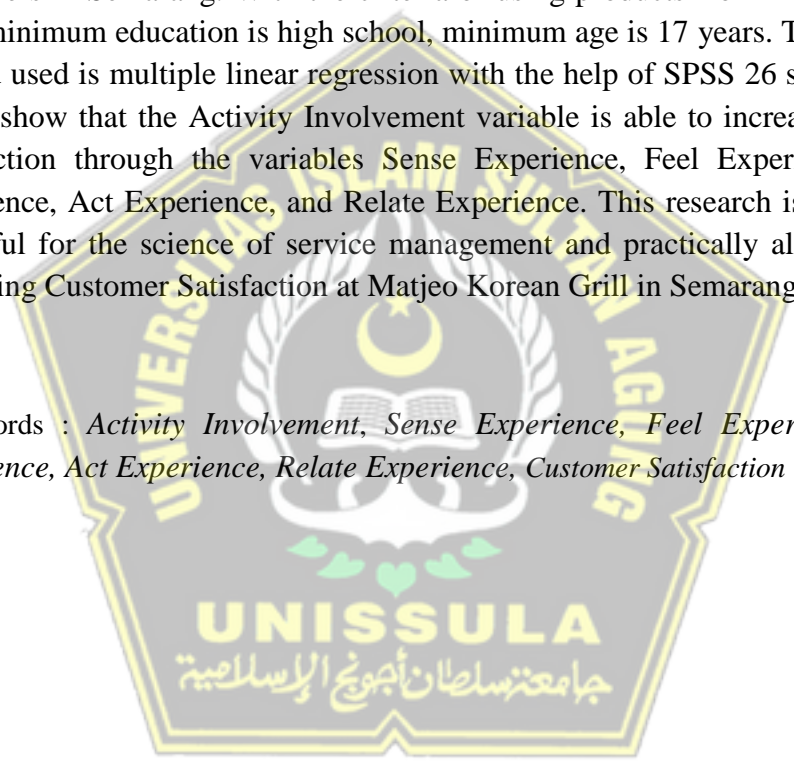 minimum education is high school, minimum age is 17 years. T
used is multiple linear regression with the help of SPSS 26 s
show that the Activity Involvement variable is able to increa
ction through the variables Sense Experience, Feel Exper
ence, Act Experience, and Relate Experience. This research is
ful for the science of service management and practically al
ing Customer Satisfaction at Matjeo Korean Grill in Semarang
ords : Activity Involvement, Sense Experience, Feel Exper
ence, Act Experience, Relate Experience, Customer Satisfaction
UNIVERSITAS ISLAM SULTAN AGUNG
UNISSULA
جامعة سلطان أجونج الإسلامية